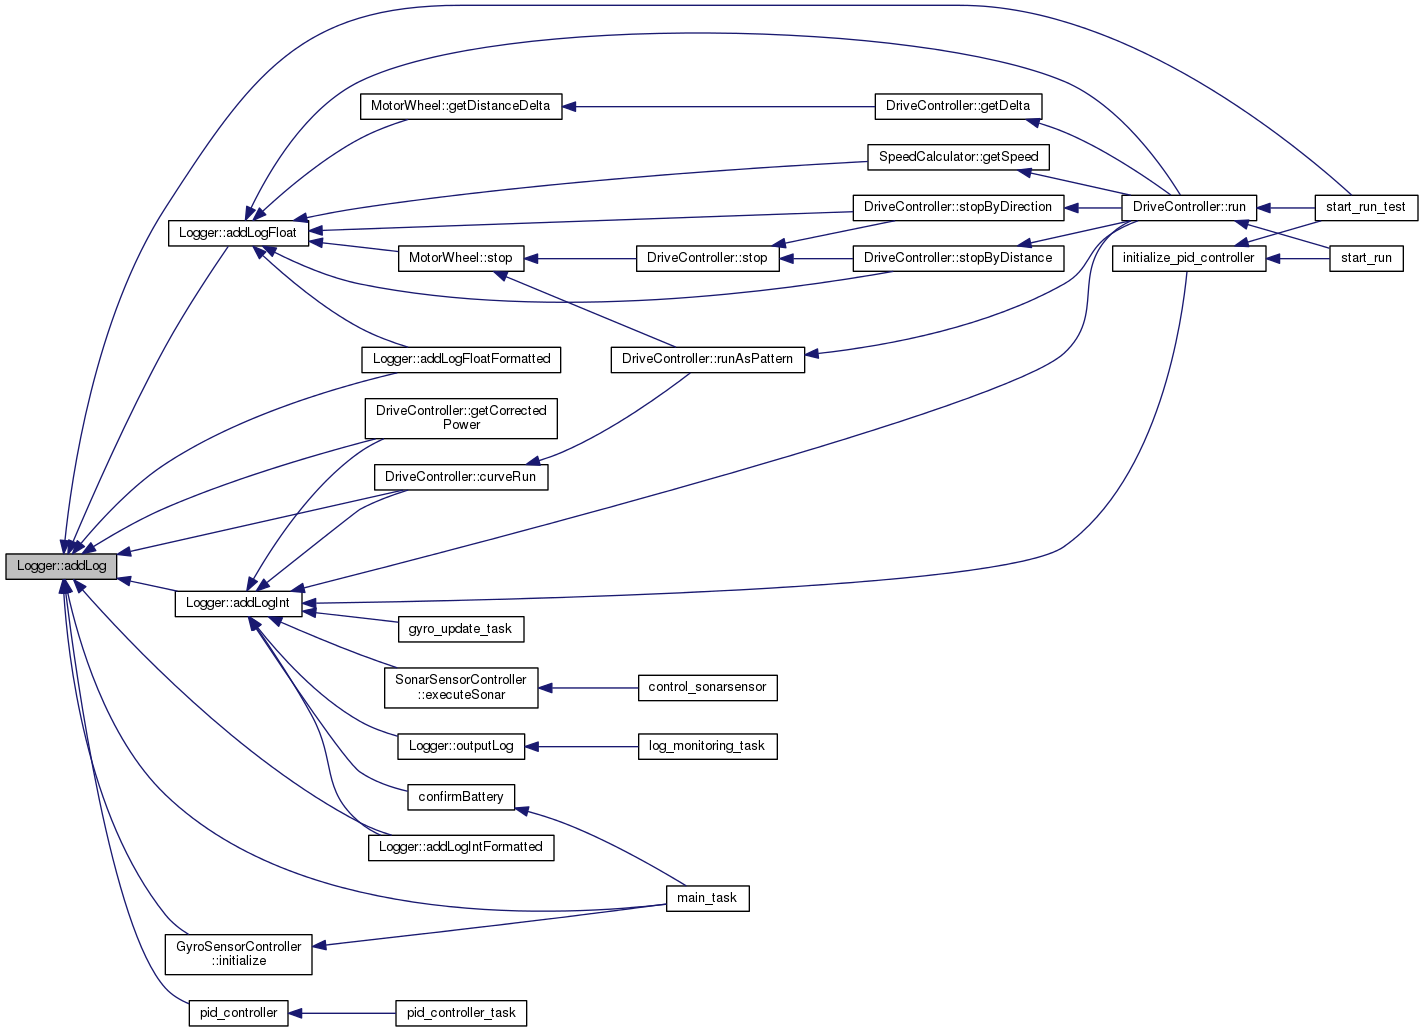 MotorWheel::getDistanceDelta
DriveController::getDelta
SpeedCalculator::getSpeed
DriveController::stopByDirection
DriveController::run
start_run_test
Logger::addLogFloat
MotorWheel::stop
DriveController::stop
DriveController::stopByDistance
initialize_pid_controller
start_run
Logger::addLogFloatFormatted
DriveController::runAsPattern
DriveController::getCorrected
Power
DriveController::curveRun
Logger::addLog
Logger::addLogInt
gyro_update_task
SonarSensorController
::executeSonar
control_sonarsensor
Logger::outputLog
log_monitoring_task
confirmBattery
Logger::addLogIntFormatted
main_task
GyroSensorController
::initialize
pid_controller
pid_controller_task